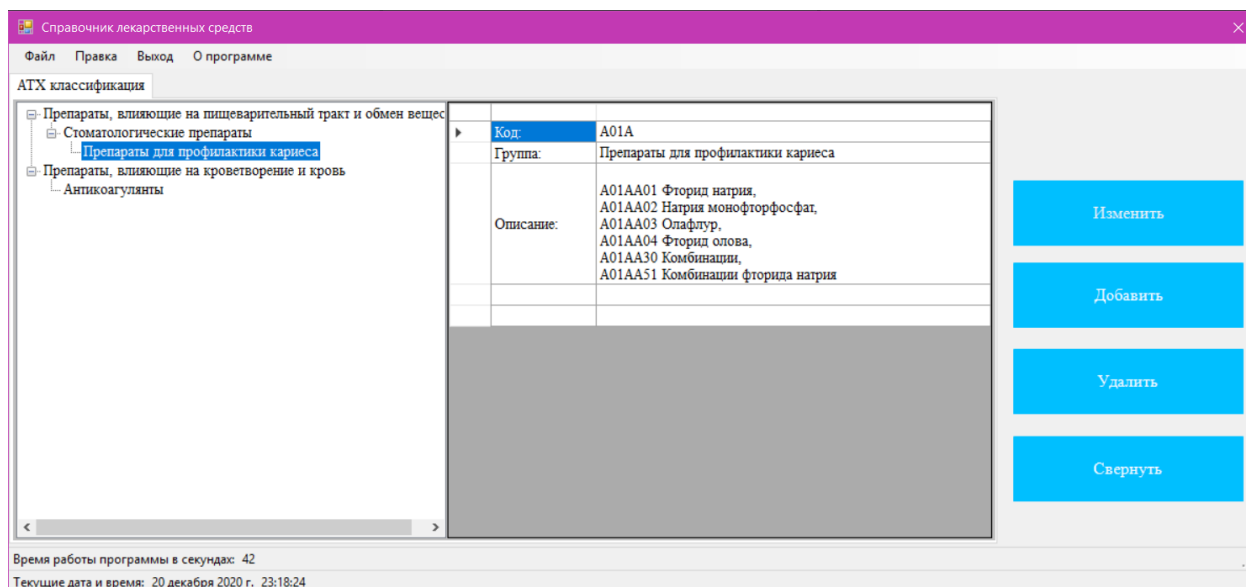 Справочник лекарственных средств
Файл Правка Выход О программе
АТХ классификация
Препараты, влияющие на пищеварительный тракт и обмен вещес
Стоматологические препараты
Препараты для профилактики кариеса
Препараты, влияющие на кроветворение и кровь
Антикоагулянты
Код: A01A
Группа: Препараты для профилактики кариеса
Описание:
A01AA01 Фторид натрия,
A01AA02 Натрия монофторфосфат,
A01AA03 Олафлур,
A01AA04 Фторид олова,
A01AA30 Комбинации,
A01AA51 Комбинации фторида натрия
Изменить
Добавить
Удалить
Свернуть
Время работы программы в секундах: 42
Текущие дата и время: 20 декабря 2020 г. 23:18:24